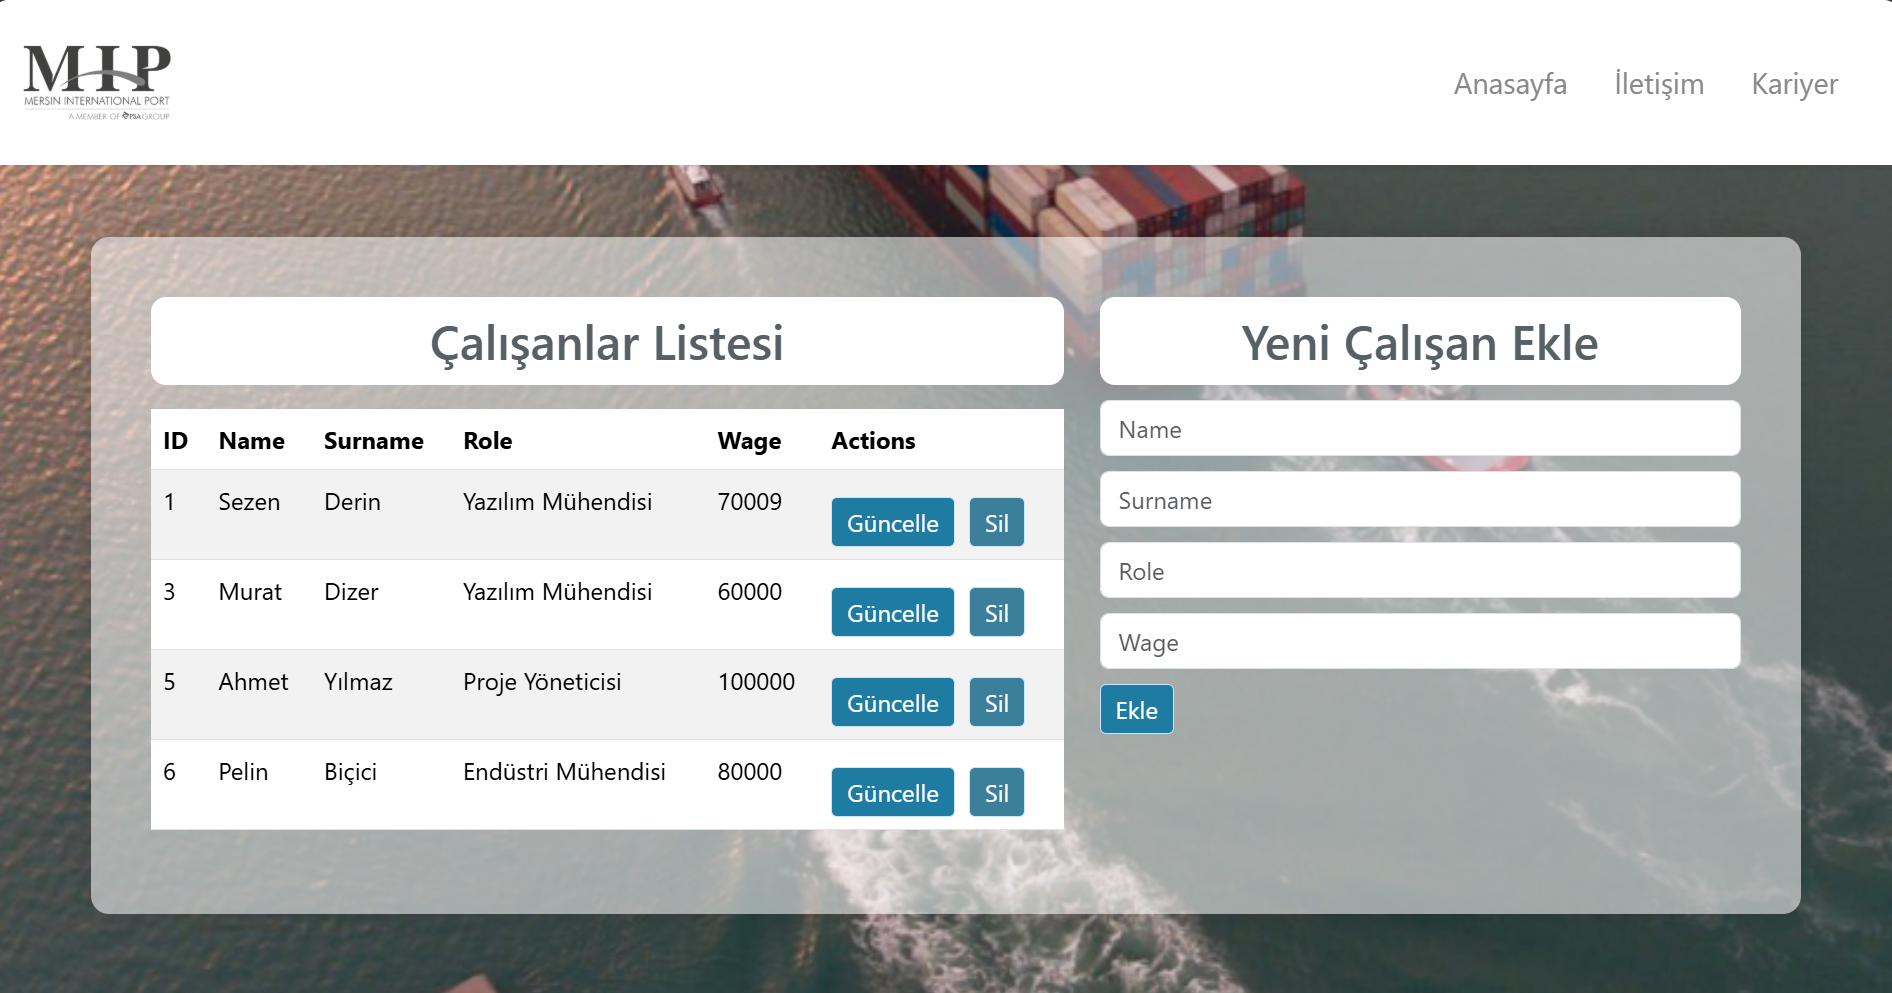 MIP
MERSIN INTERNATIONAL PORT
A MEMBER OF PSA GROUP
Anasayfa İletişim Kariyer
Çalışanlar Listesi
ID Name Surname Role Wage Actions
1 Sezen Derin Yazılım Mühendisi 70009 Güncelle Sil
3 Murat Dizer Yazılım Mühendisi 60000 Güncelle Sil
5 Ahmet Yılmaz Proje Yöneticisi 100000 Güncelle Sil
6 Pelin Biçici Endüstri Mühendisi 80000 Güncelle Sil
Yeni Çalışan Ekle
Name
Surname
Role
Wage
Ekle